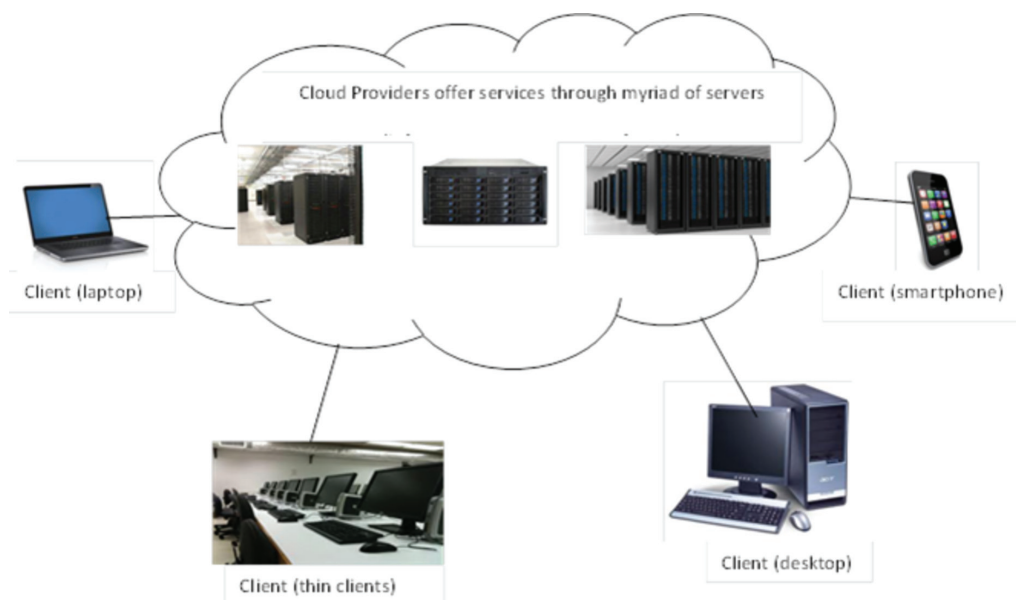 Cloud Providers offer services through myriad of servers
Client (laptop)
Client (smartphone)
Client (thin clients)
Client (desktop)